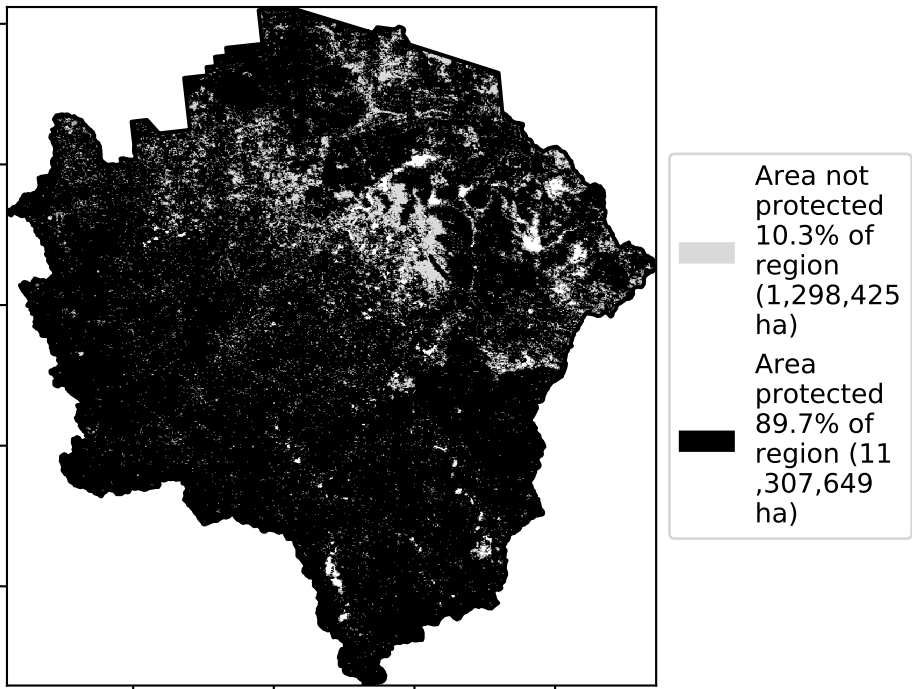 Area not
protected
10.3% of
region
(1,298,425
ha)
Area
protected
89.7% of
region (11
,307,649
ha)